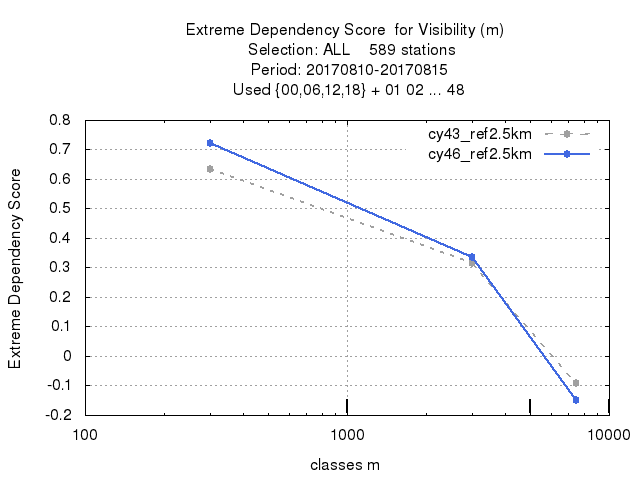 Extreme Dependency Score  for Visibility (m)
Selection: ALL    589 stations
Period: 20170810-20170815
Used {00,06,12,18} + 01 02 ... 48
cy43_ref2.5km
cy46_ref2.5km
Extreme Dependency Score
0.8
0.7
0.6
0.5
0.4
0.3
0.2
0.1
0
-0.1
-0.2
100
1000
10000
classes m